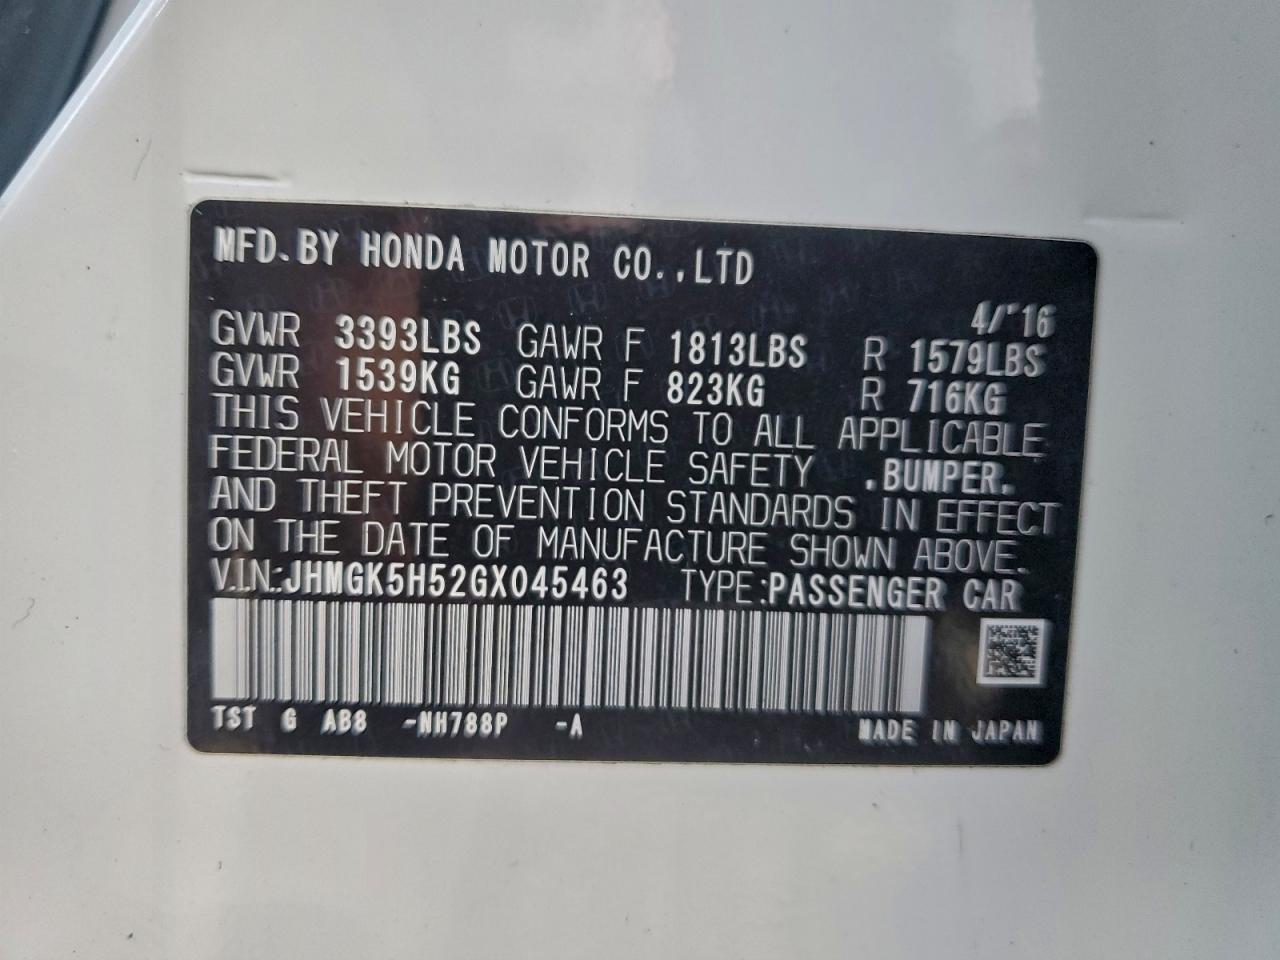 MFD.BY HONDA MOTOR CO.,LTD
4/'16
GVWR 3393LBS GAWR F 1813LBS R 1579LBS
GVWR 1539KG GAWR F 823KG R 716KG
THIS VEHICLE CONFORMS TO ALL APPLICABLE
FEDERAL MOTOR VEHICLE SAFETY .BUMPER.
AND THEFT PREVENTION STANDARDS IN EFFECT
ON THE DATE OF MANUFACTURE SHOWN ABOVE.
V.I.N.:JHMGK5H52GX045463 TYPE:PASSENGER CAR
TST G AB8 -NH788P -A MADE IN JAPAN